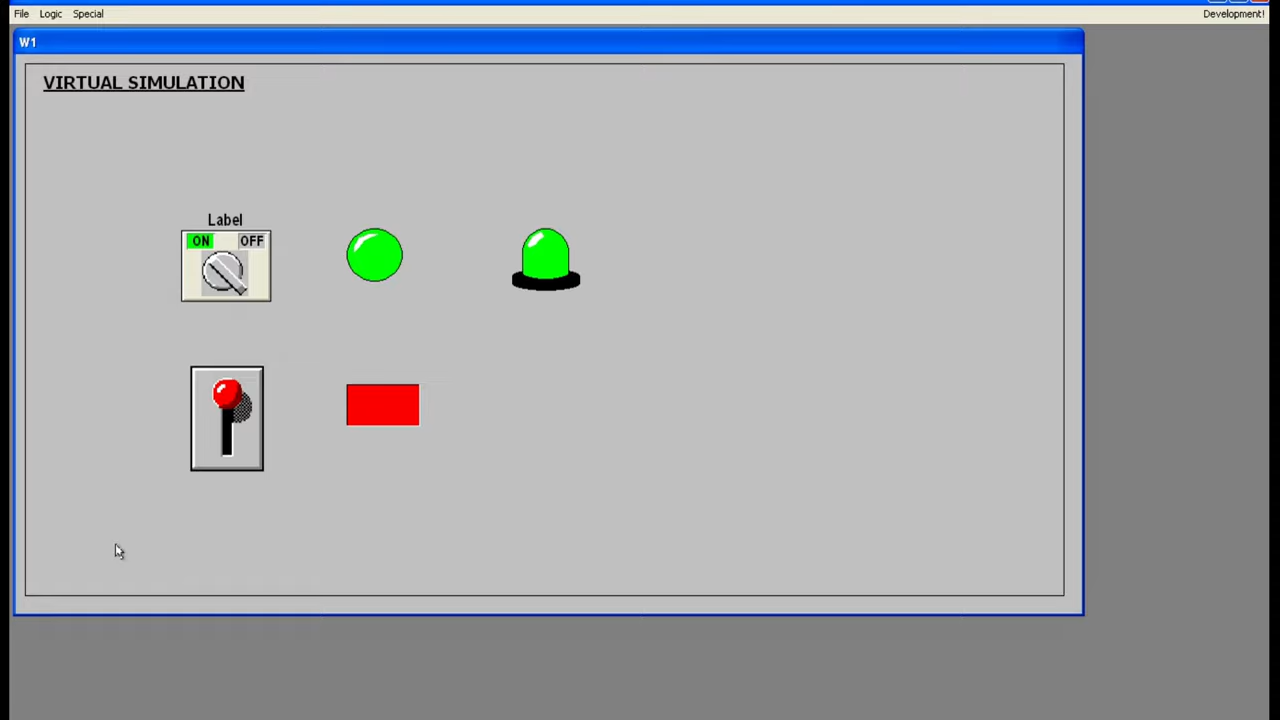 File Logic Special Development!
W1
VIRTUAL SIMULATION
Label
ON OFF